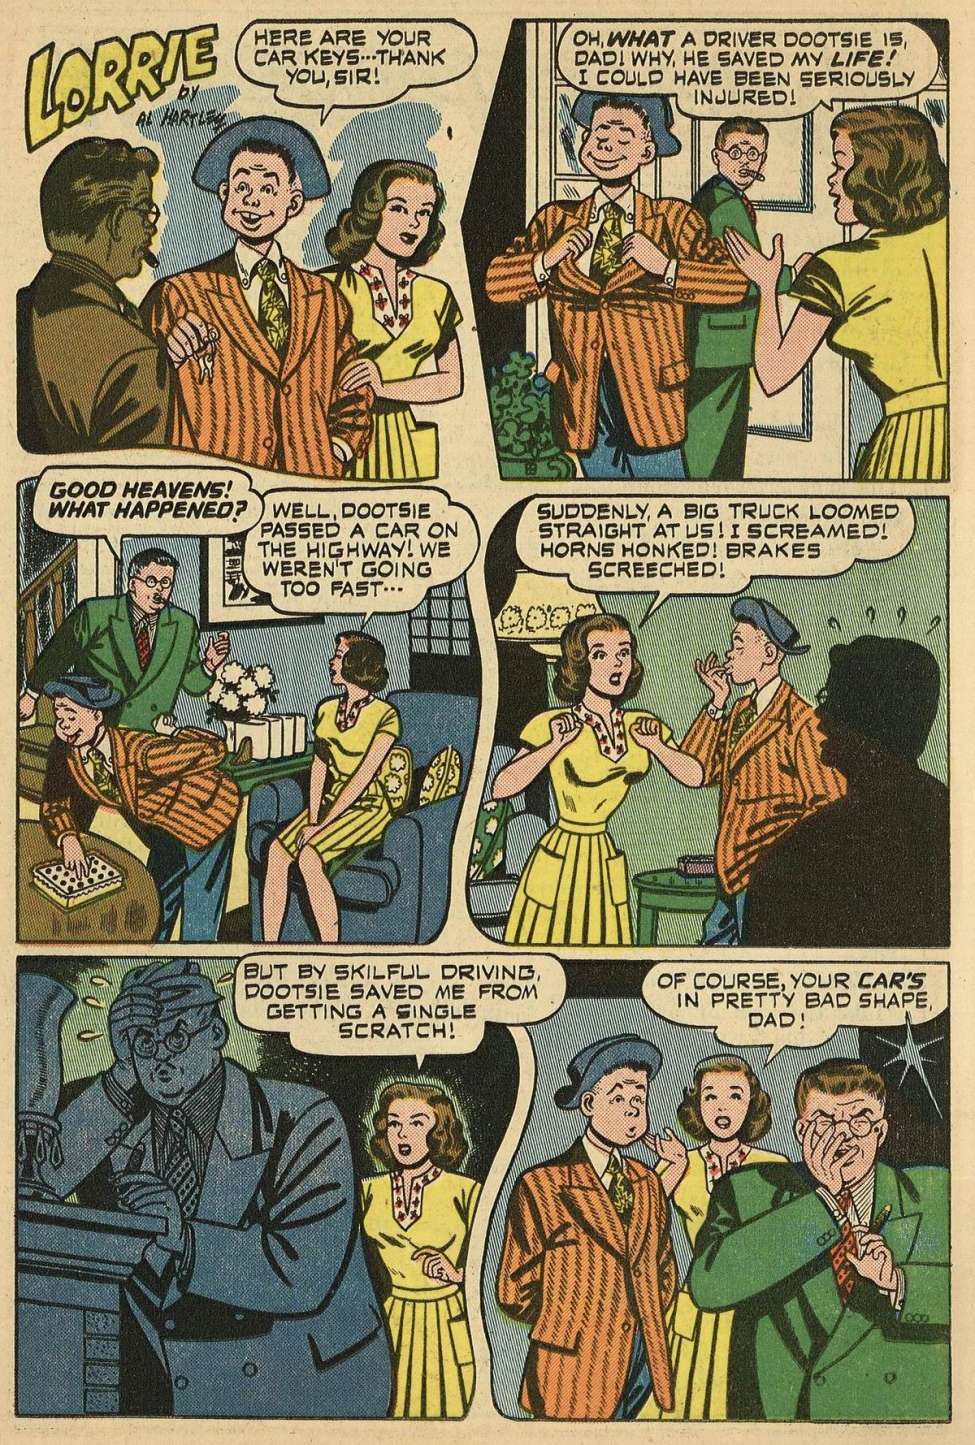 LORRIE
by
AL HARTLEY
HERE ARE YOUR
CAR KEYS---THANK
YOU, SIR!
OH, WHAT A DRIVER DOOTSIE IS,
DAD! WHY, HE SAVED MY LIFE!
I COULD HAVE BEEN SERIOUSLY
INJURED!
GOOD HEAVENS!
WHAT HAPPENED?
WELL, DOOTSIE
PASSED A CAR ON
THE HIGHWAY! WE
WEREN'T GOING
TOO FAST---
SUDDENLY, A BIG TRUCK LOOMED
STRAIGHT AT US! I SCREAMED!
HORNS HONKED! BRAKES
SCREECHED!
BUT BY SKILFUL DRIVING,
DOOTSIE SAVED ME FROM
GETTING A SINGLE
SCRATCH!
OF COURSE, YOUR CAR'S
IN PRETTY BAD SHAPE,
DAD!